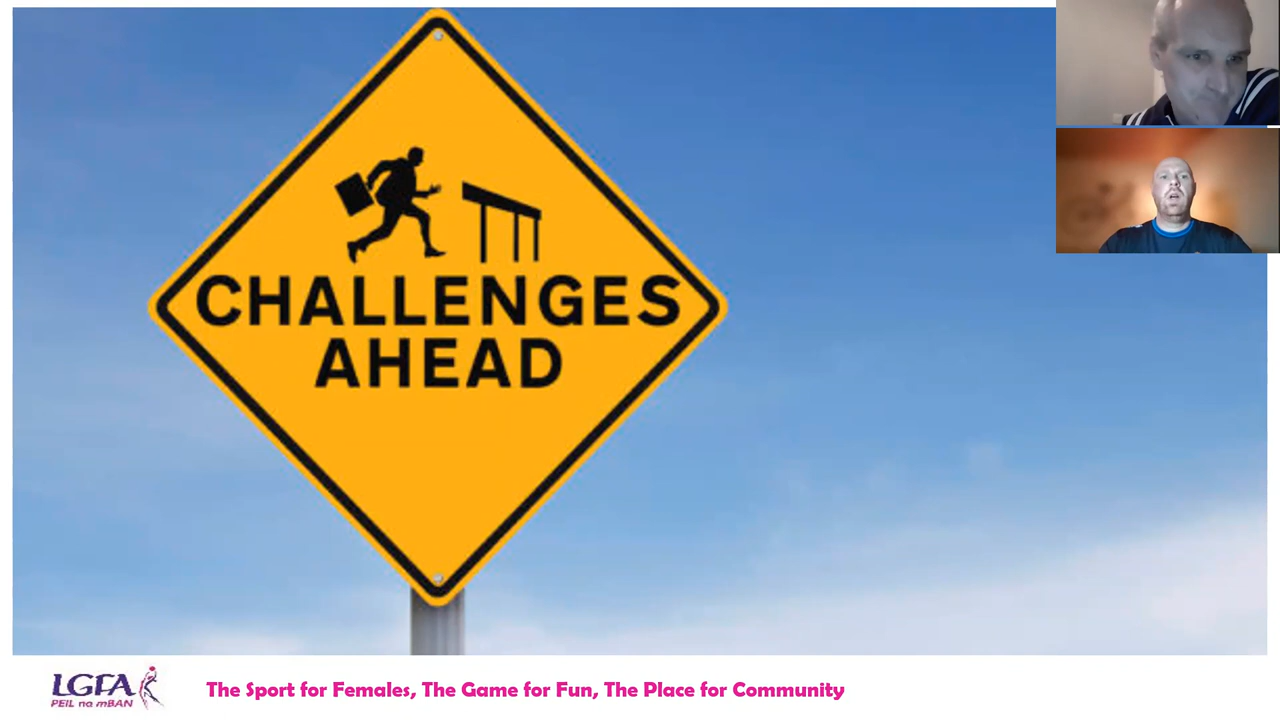 CHALLENGES
AHEAD
LGFA
PEIL na mBAN
The Sport for Females, The Game for Fun, The Place for Community